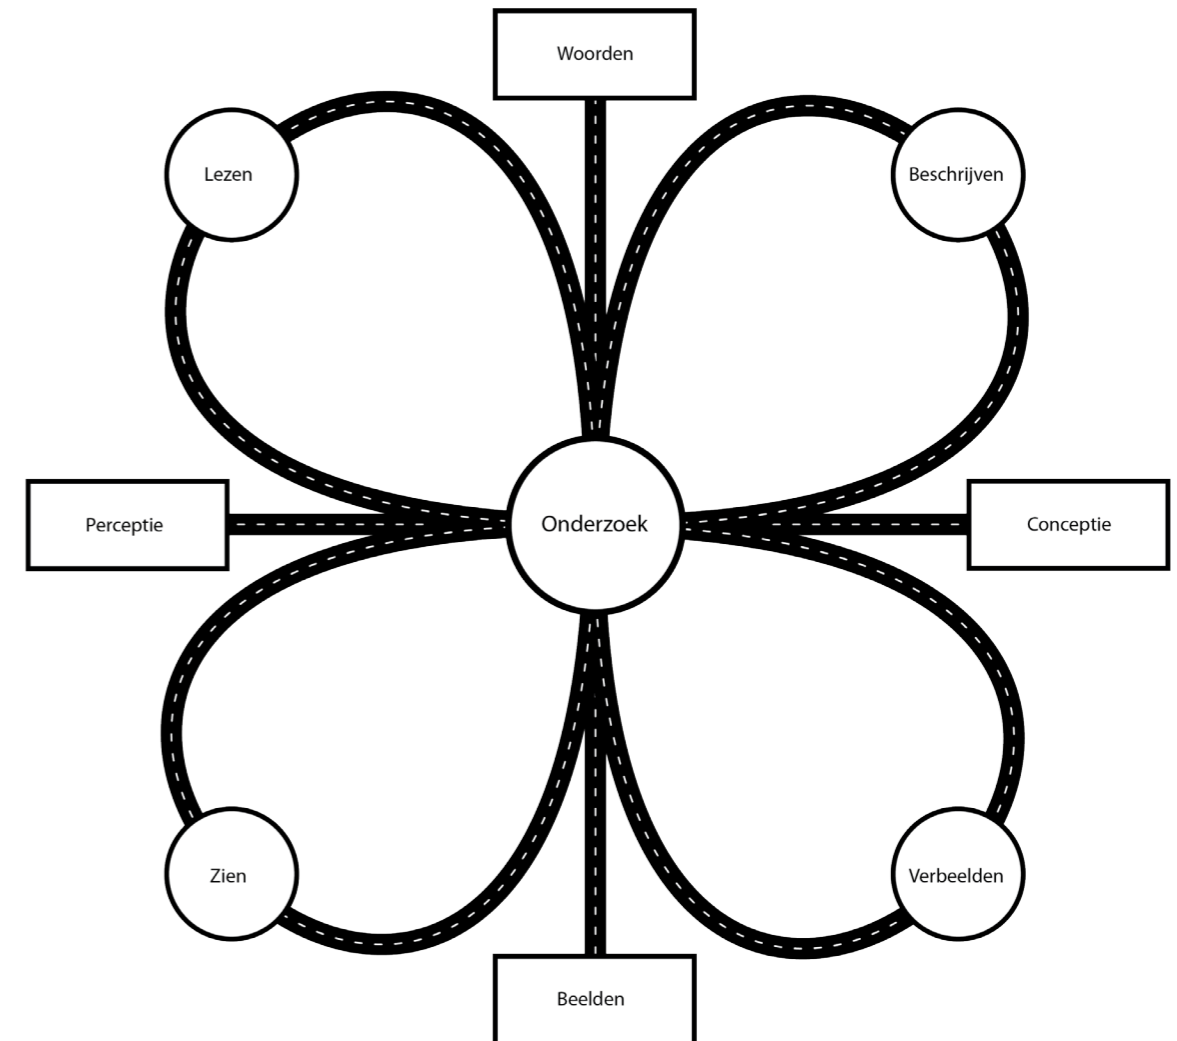 Woorden
Lezen
Beschrijven
Perceptie
Onderzoek
Conceptie
Zien
Verbeelden
Beelden